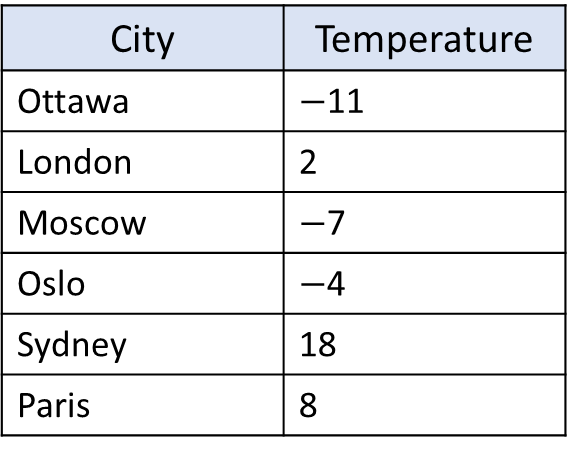 City Temperature
Ottawa −11
London 2
Moscow −7
Oslo −4
Sydney 18
Paris 8